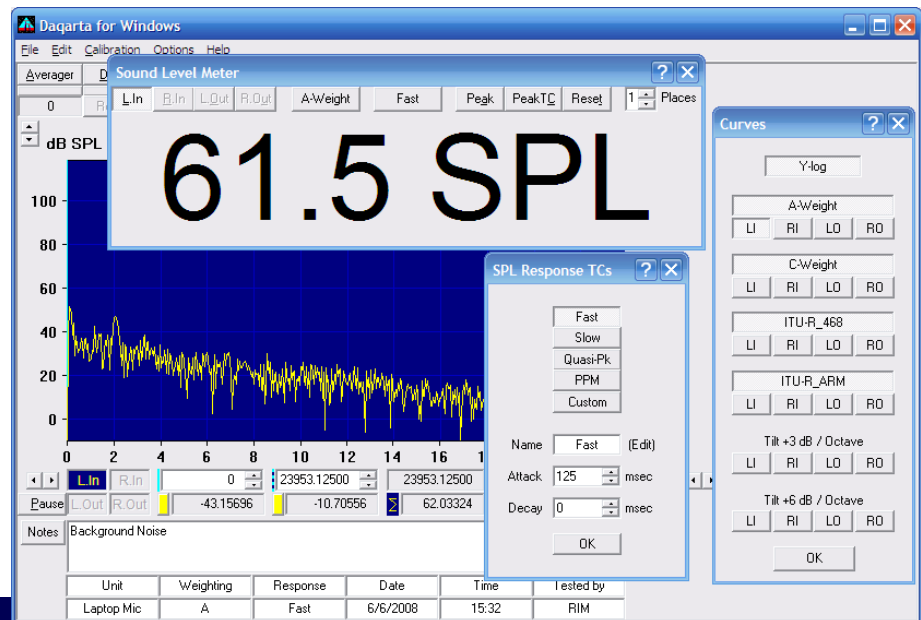 Daqarta for Windows
File Edit Calibration Options Help
Averager
0
dB SPL
100
80
60
40
20
0
0 2 4 6 8 10 12 14 16
L.In R.In 0 23953.12500 23953.12500
Pause L.Out R.Out -43.15696 -10.70556 Σ 62.03324
Notes Background Noise
Unit Weighting Response Date Time Tested by
Laptop Mic A Fast 6/6/2008 15:32 RIM
Sound Level Meter
L.In R.In L.Out R.Out A-Weight Fast Peak PeakTC Reset 1 Places
61.5 SPL
SPL Response TCs
Fast
Slow
Quasi-Pk
PPM
Custom
Name Fast (Edit)
Attack 125 msec
Decay 0 msec
OK
Curves
Y-log
A-Weight
LI RI LO RO
C-Weight
LI RI LO RO
ITU-R_468
LI RI LO RO
ITU-R_ARM
LI RI LO RO
Tilt +3 dB / Octave
LI RI LO RO
Tilt +6 dB / Octave
LI RI LO RO
OK